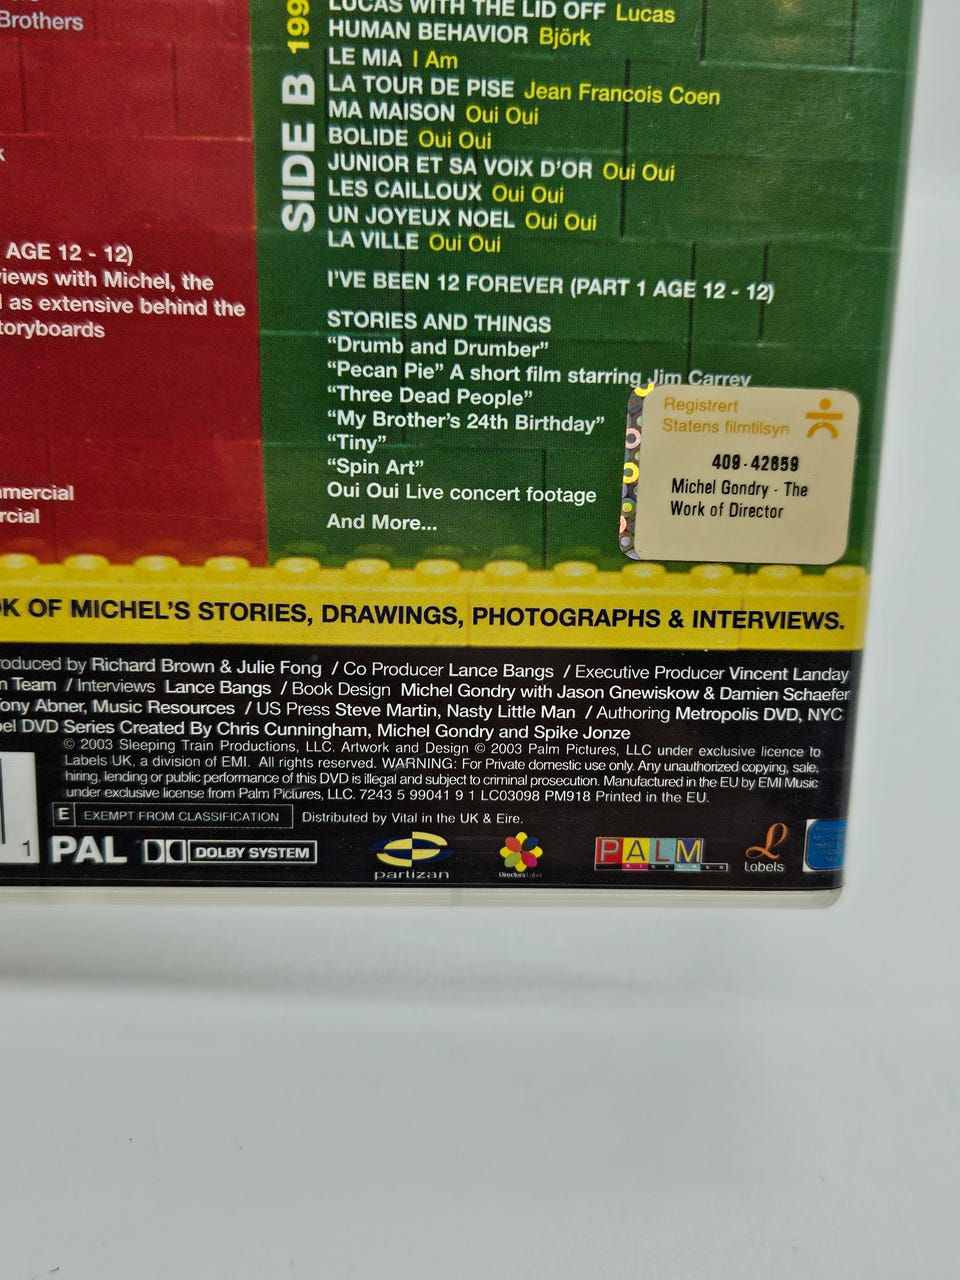 Brothers
k
AGE 12 - 12)
views with Michel, the
as extensive behind the
toryboards
mmercial
rcial
SIDE B 199
LUCAS WITH THE LID OFF Lucas
HUMAN BEHAVIOR Björk
LE MIA I Am
LA TOUR DE PISE Jean Francois Coen
MA MAISON Oui Oui
BOLIDE Oui Oui
JUNIOR ET SA VOIX D'OR Oui Oui
LES CAILLOUX Oui Oui
UN JOYEUX NOEL Oui Oui
LA VILLE Oui Oui
I'VE BEEN 12 FOREVER (PART 1 AGE 12 - 12)
STORIES AND THINGS
“Drumb and Drumber”
“Pecan Pie” A short film starring Jim Carrey
“Three Dead People”
“My Brother's 24th Birthday”
“Tiny”
“Spin Art”
Oui Oui Live concert footage
And More...
Registrert
Statens filmtilsyn
409-42659
Michel Gondry - The
Work of Director
OK OF MICHEL'S STORIES, DRAWINGS, PHOTOGRAPHS & INTERVIEWS.
roduced by Richard Brown & Julie Fong / Co Producer Lance Bangs / Executive Producer Vincent Landay
n Team / Interviews Lance Bangs / Book Design Michel Gondry with Jason Gnewiskow & Damien Schaefer
Tony Abner, Music Resources / US Press Steve Martin, Nasty Little Man / Authoring Metropolis DVD, NYC
bel DVD Series Created By Chris Cunningham, Michel Gondry and Spike Jonze
© 2003 Sleeping Train Productions, LLC. Artwork and Design © 2003 Palm Pictures, LLC under exclusive licence to
Labels UK, a division of EMI. All rights reserved. WARNING: For Private domestic use only. Any unauthorized copying, sale,
hiring, lending or public performance of this DVD is illegal and subject to criminal prosecution. Manufactured in the EU by EMI Music
under exclusive license from Palm Pictures, LLC. 7243 5 99041 9 1 LC03098 PM918 Printed in the EU.
E EXEMPT FROM CLASSIFICATION Distributed by Vital in the UK & Eire.
1
PAL DOLBY SYSTEM
partizan
Directors Label
PALM
PICTURES
Labels